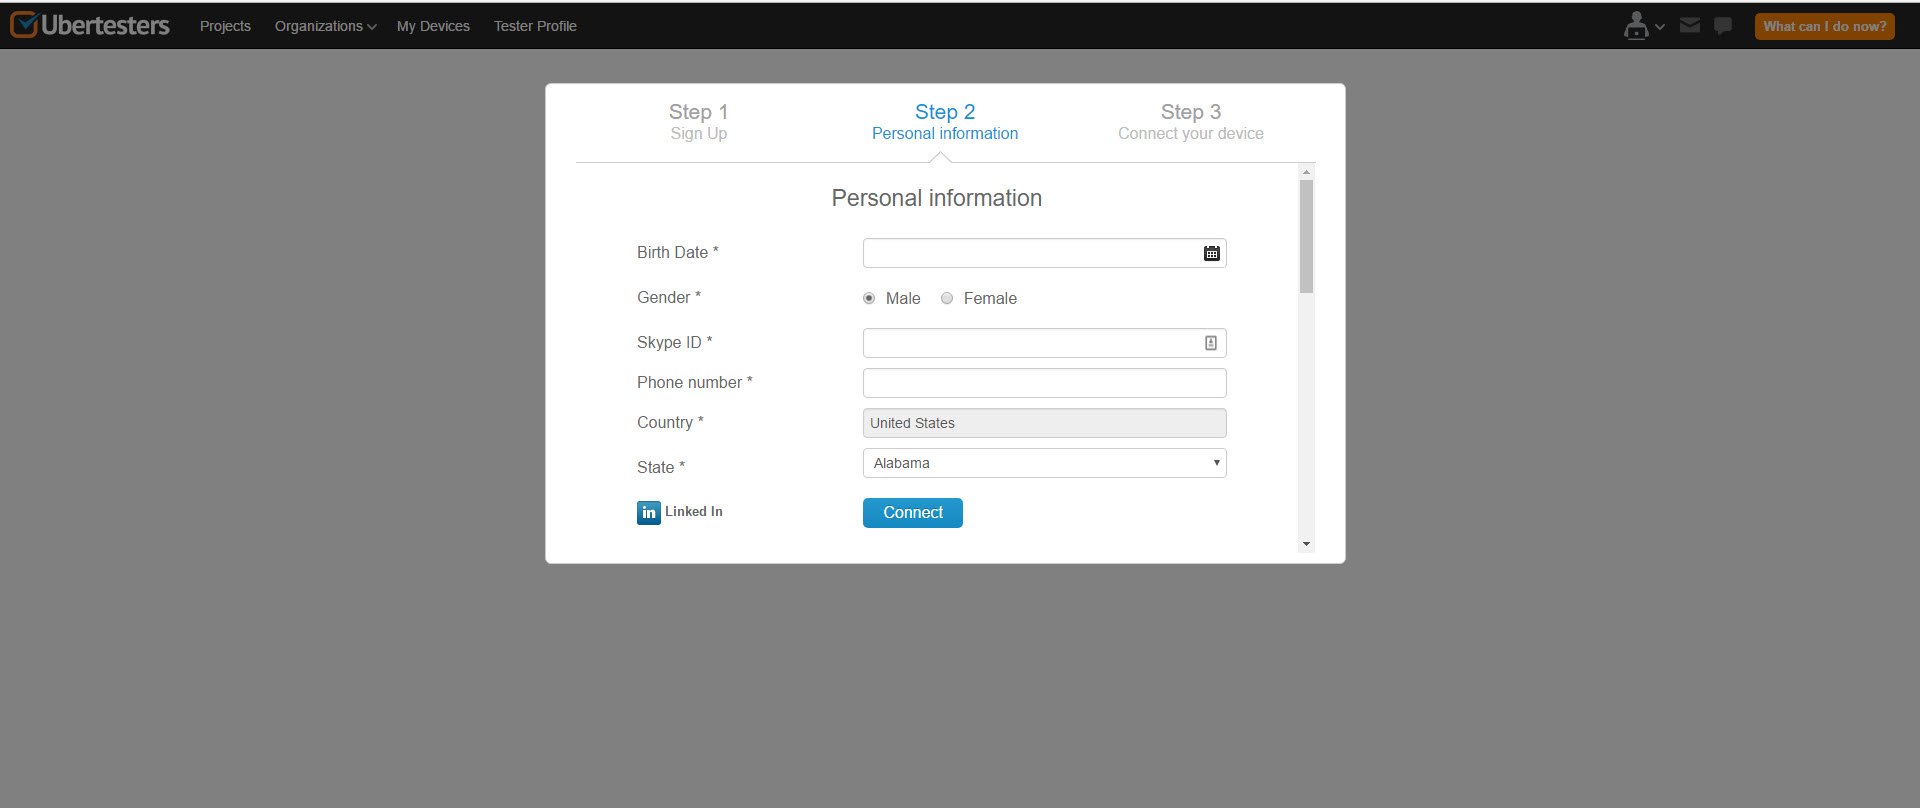 Ubertesters Projects Organizations My Devices Tester Profile What can I do now?
Step 1 Step 2 Step 3
Sign Up Personal information Connect your device
Personal information
Birth Date *
Gender * Male Female
Skype ID *
Phone number *
Country * United States
State * Alabama
in Linked In Connect